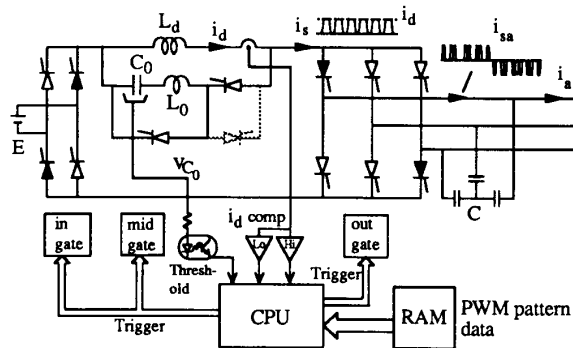 L_d i_d i_s i_d i_sa
C_0
L_0 i_a
E
v_C_0
C
i_d comp
in gate
mid gate
Lo Hi
out gate
Thresh-
old
Trigger
CPU
RAM
PWM pattern
data
Trigger